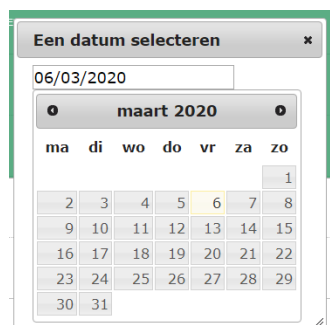 Een datum selecteren
06/03/2020
maart 2020
ma di wo do vr za zo
1
2 3 4 5 6 7 8
9 10 11 12 13 14 15
16 17 18 19 20 21 22
23 24 25 26 27 28 29
30 31